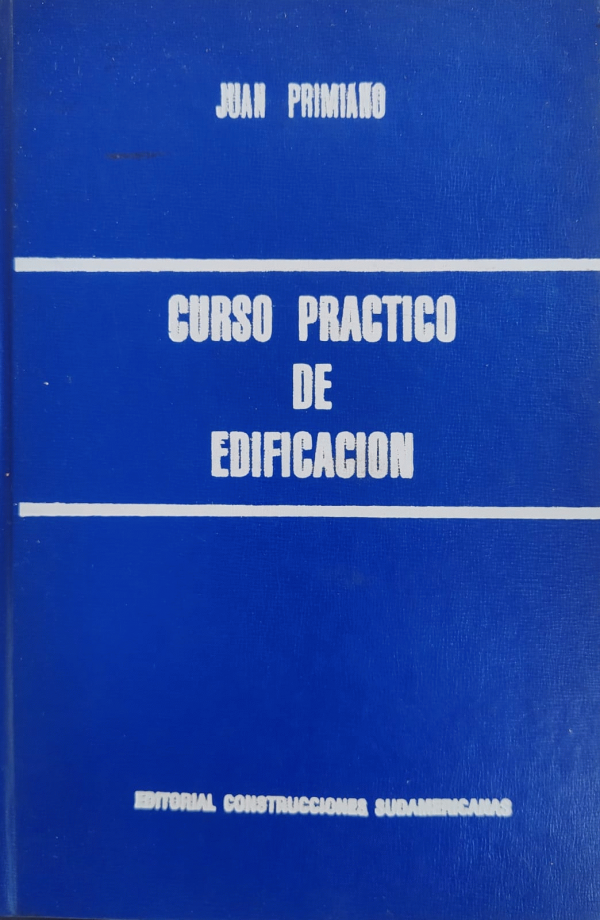 JUAN PRIMIANO
CURSO PRACTICO
DE
EDIFICACION
EDITORIAL CONSTRUCCIONES SUDAMERICANAS